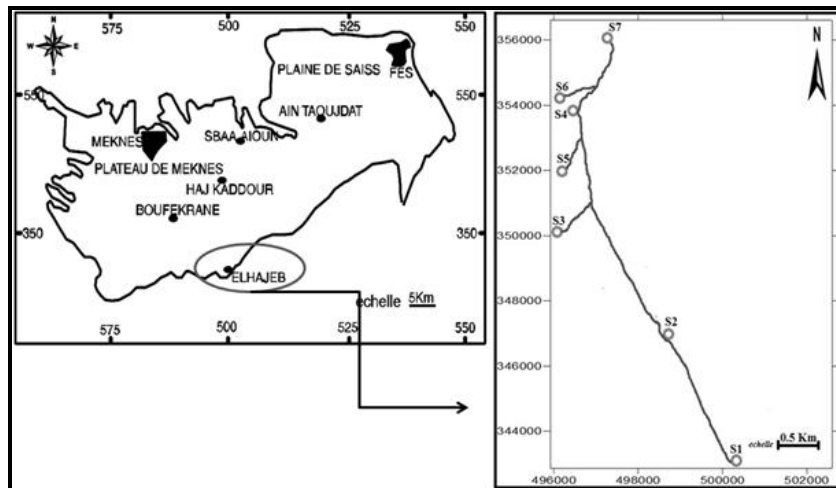 575 500 525 550
N
W E
S
PLAINE DE SAISS
FES
550 550
AIN TAOUJDAT
MEKNES
SBAA AIOUN
PLATEAU DE MEKNES
HAJ KADDOUR
BOUFEKRANE
350 350
ELHAJEB
echelle 5Km
575 500 525 550
N
S7
356000
S6
354000
S4
S5
352000
S3
350000
348000
S2
346000
344000
S1
echelle 0.5 Km
496000 498000 500000 502000